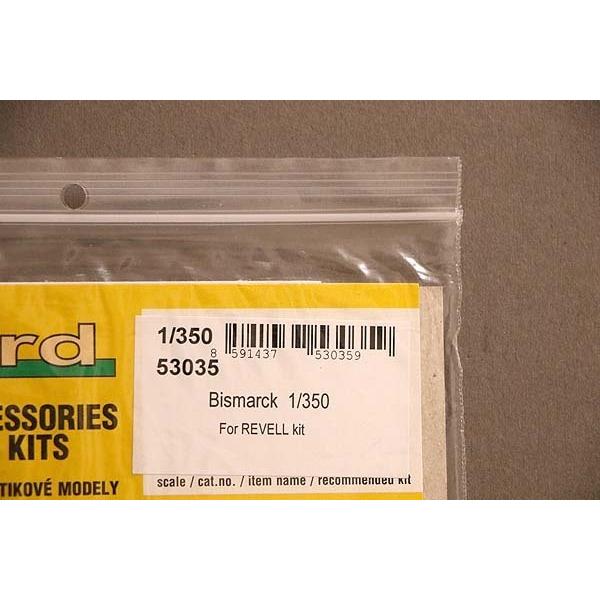 rd
ESSORIES
KITS
TIKOVÉ MODELY
1/350
53035
8 591437 530359
Bismarck 1/350
For REVELL kit
scale / cat.no. / item name / recommended kit